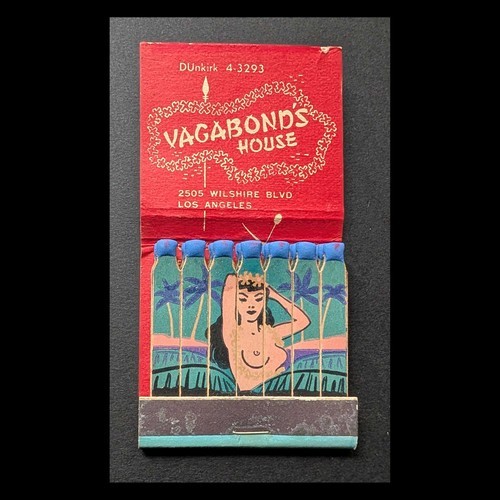 DUnkirk 4-3293
VAGABOND'S
HOUSE
2505 WILSHIRE BLVD
LOS ANGELES